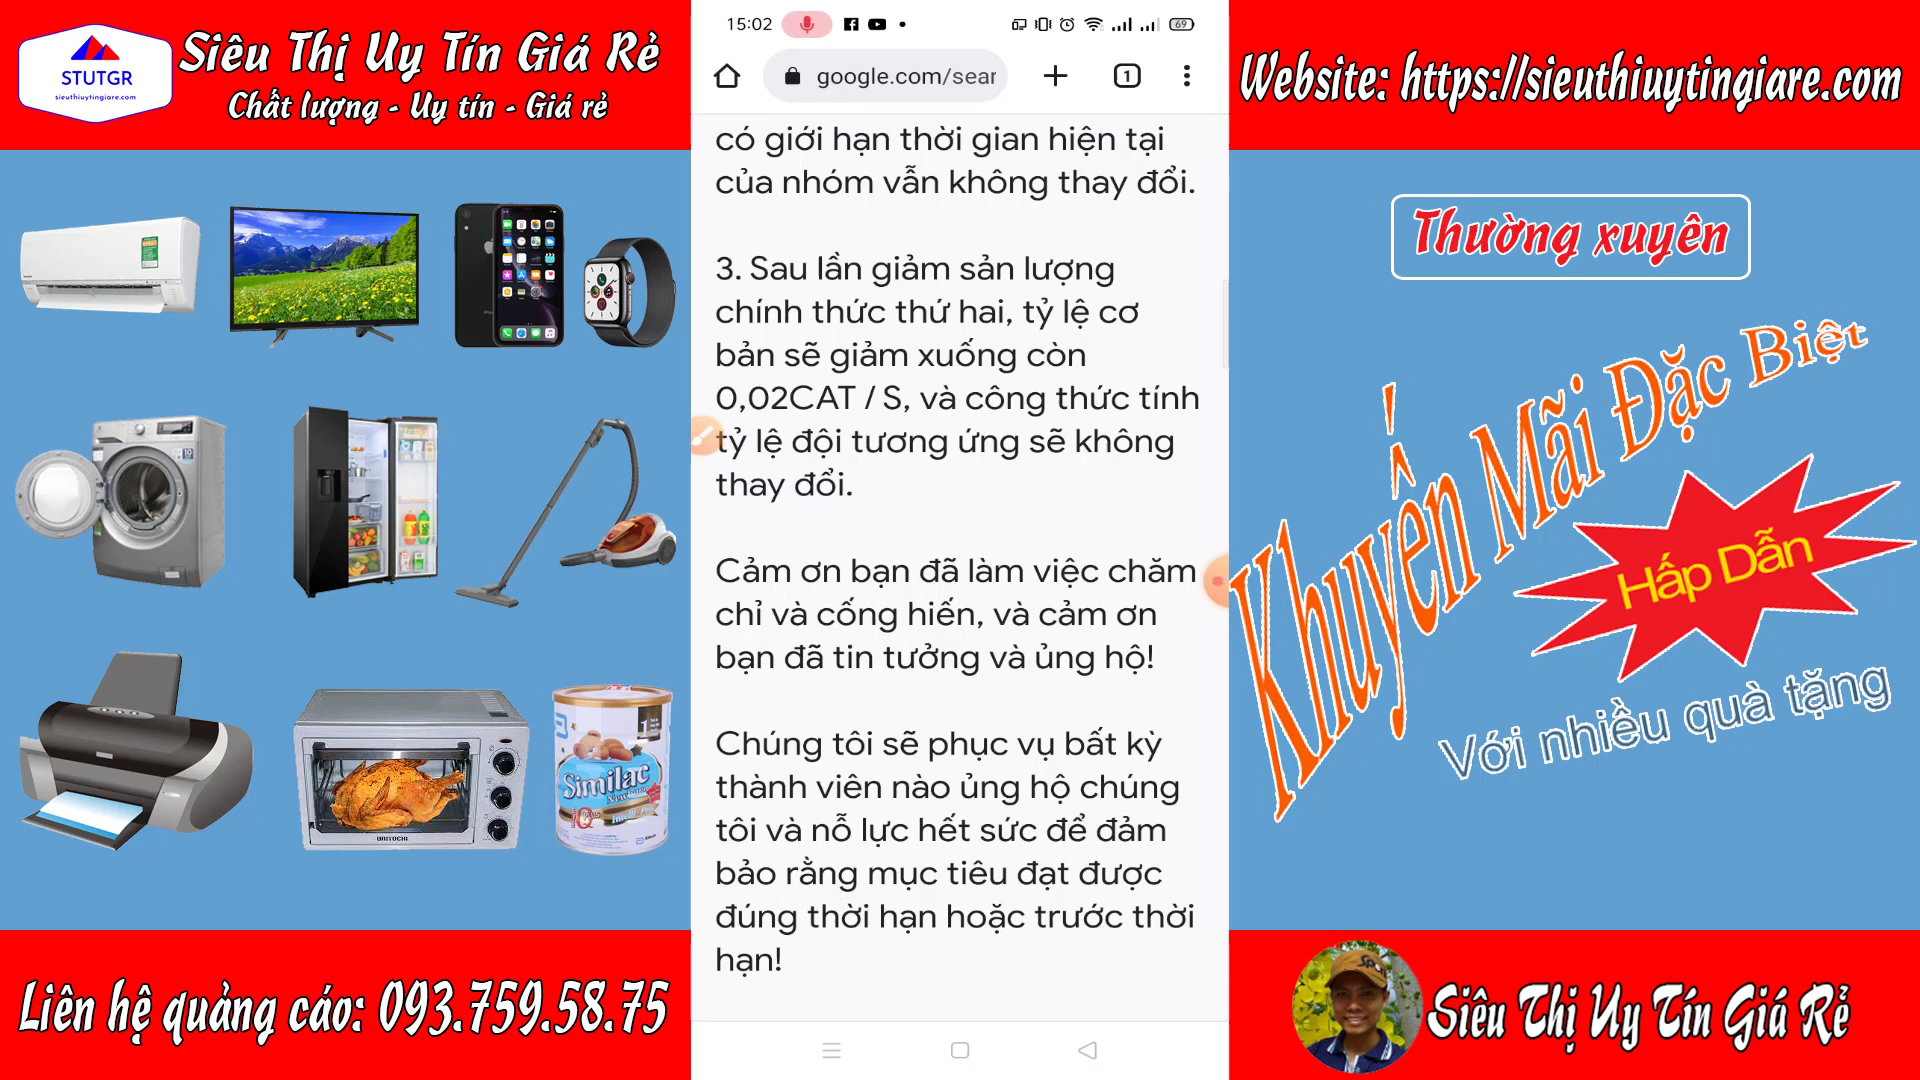 STUTGR
sieuthiuytingiare.com
Siêu Thị Uy Tín Giá Rẻ
Chất lượng - Uy tín - Giá rẻ
15:02
69
google.com/sear
1
Website: https://sieuthiuytingiare.com
có giới hạn thời gian hiện tại
của nhóm vẫn không thay đổi.
3. Sau lần giảm sản lượng
chính thức thứ hai, tỷ lệ cơ
bản sẽ giảm xuống còn
0,02CAT / S, và công thức tính
tỷ lệ đội tương ứng sẽ không
thay đổi.
Cảm ơn bạn đã làm việc chăm
chỉ và cống hiến, và cảm ơn
bạn đã tin tưởng và ủng hộ!
Chúng tôi sẽ phục vụ bất kỳ
thành viên nào ủng hộ chúng
tôi và nỗ lực hết sức để đảm
bảo rằng mục tiêu đạt được
đúng thời hạn hoặc trước thời
hạn!
Thường xuyên
Khuyến Mãi Đặc Biệt
Hấp Dẫn
Với nhiều quà tặng
Similac
Liên hệ quảng cáo: 093.759.58.75
Siêu Thị Uy Tín Giá Rẻ